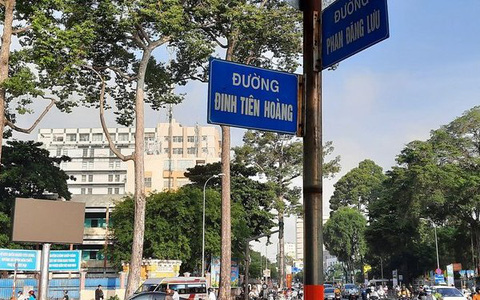 ĐƯỜNG
PHAN ĐĂNG LƯU
ĐƯỜNG
ĐINH TIÊN HOÀNG